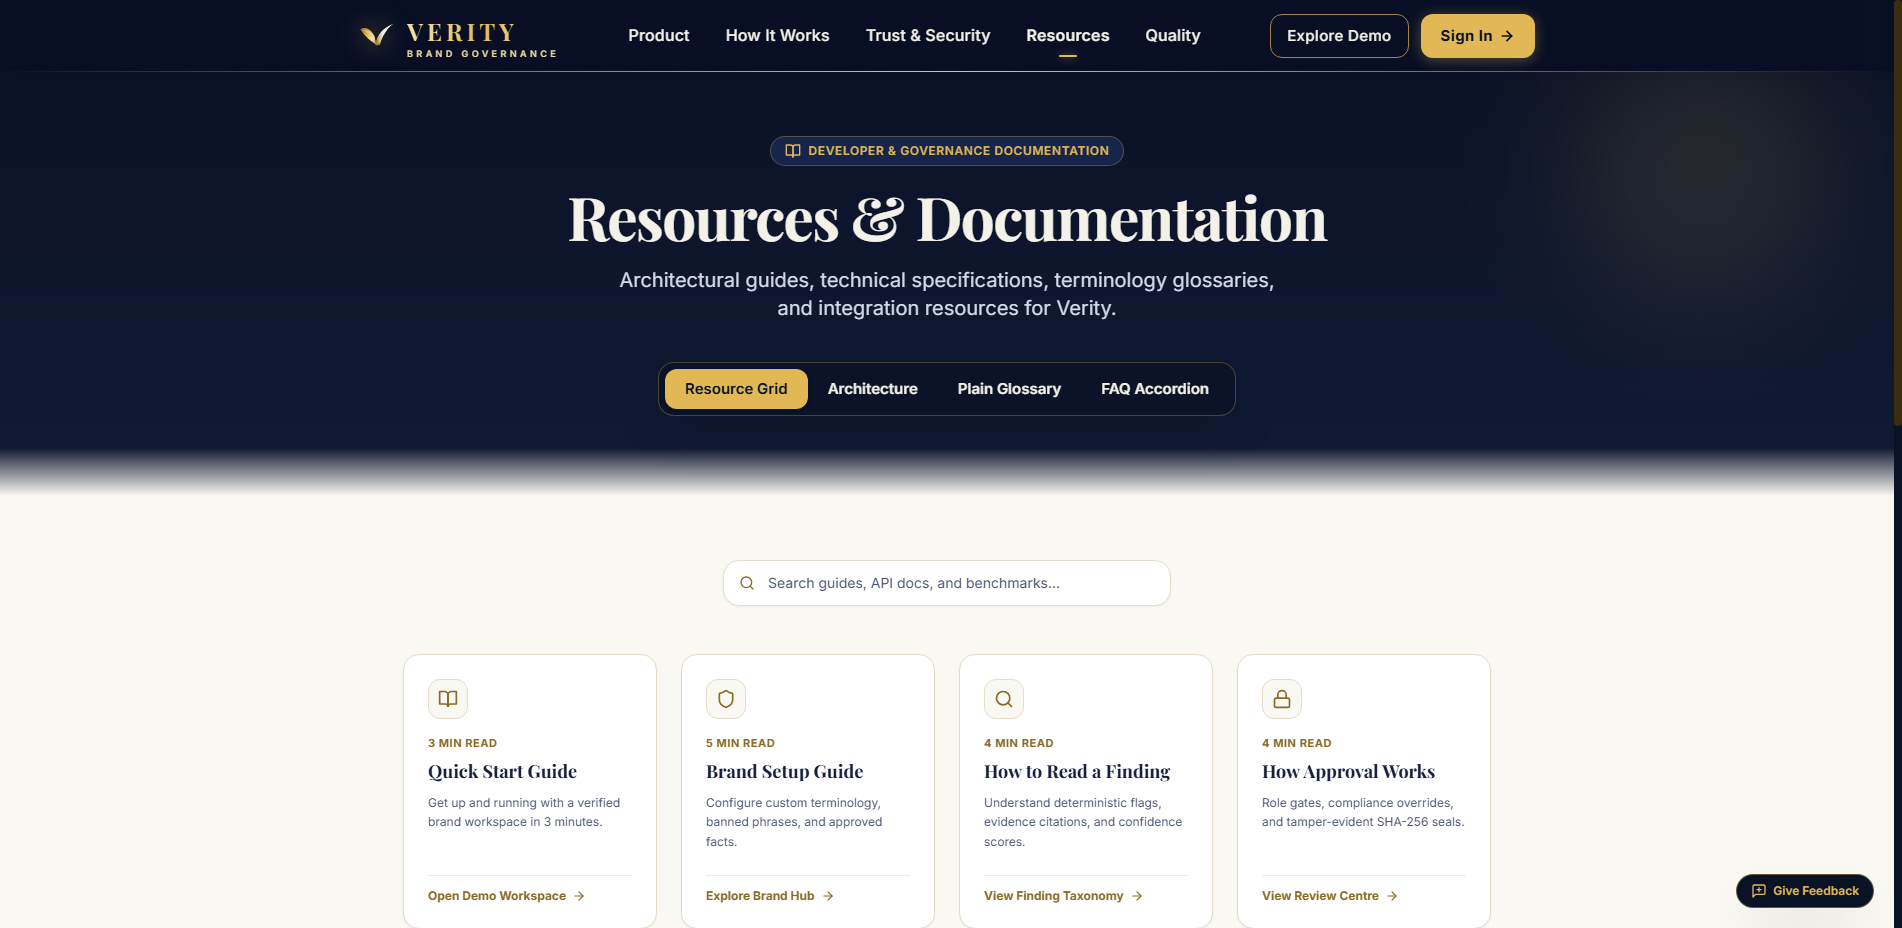 VERITY
BRAND GOVERNANCE
Product
How It Works
Trust & Security
Resources
Quality
Explore Demo
Sign In
DEVELOPER & GOVERNANCE DOCUMENTATION
Resources & Documentation
Architectural guides, technical specifications, terminology glossaries,
and integration resources for Verity.
Resource Grid
Architecture
Plain Glossary
FAQ Accordion
Search guides, API docs, and benchmarks...
3 MIN READ
Quick Start Guide
Get up and running with a verified
brand workspace in 3 minutes.
Open Demo Workspace
5 MIN READ
Brand Setup Guide
Configure custom terminology,
banned phrases, and approved
facts.
Explore Brand Hub
4 MIN READ
How to Read a Finding
Understand deterministic flags,
evidence citations, and confidence
scores.
View Finding Taxonomy
4 MIN READ
How Approval Works
Role gates, compliance overrides,
and tamper-evident SHA-256 seals.
View Review Centre
Give Feedback